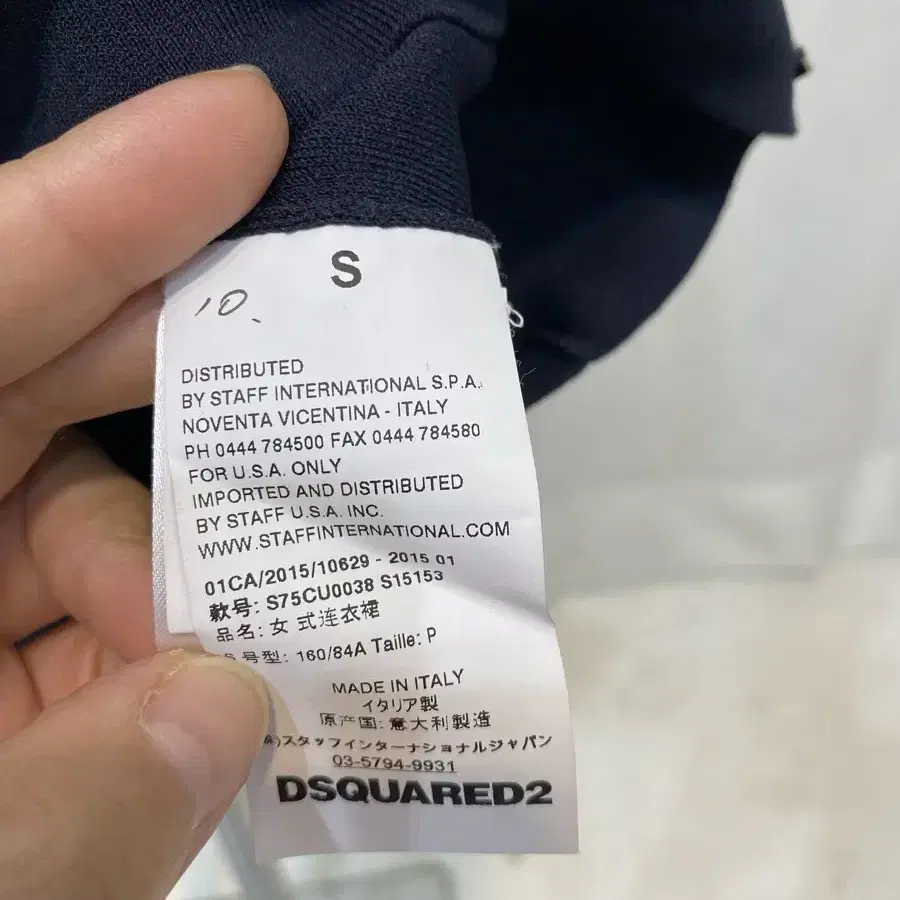 S
10.
DISTRIBUTED
BY STAFF INTERNATIONAL S.P.A.
NOVENTA VICENTINA - ITALY
PH 0444 784500 FAX 0444 784580
FOR U.S.A. ONLY
IMPORTED AND DISTRIBUTED
BY STAFF U.S.A. INC.
WWW.STAFFINTERNATIONAL.COM
01CA/2015/10629 - 2015 01
款号: S75CU0038 S15153
品名: 女 式连衣裙
号型: 160/84A Taille: P
MADE IN ITALY
イタリア製
原产国: 意大利製造
㈱)スタッフインターナショナルジャパン
03-5794-9931
DSQUARED2